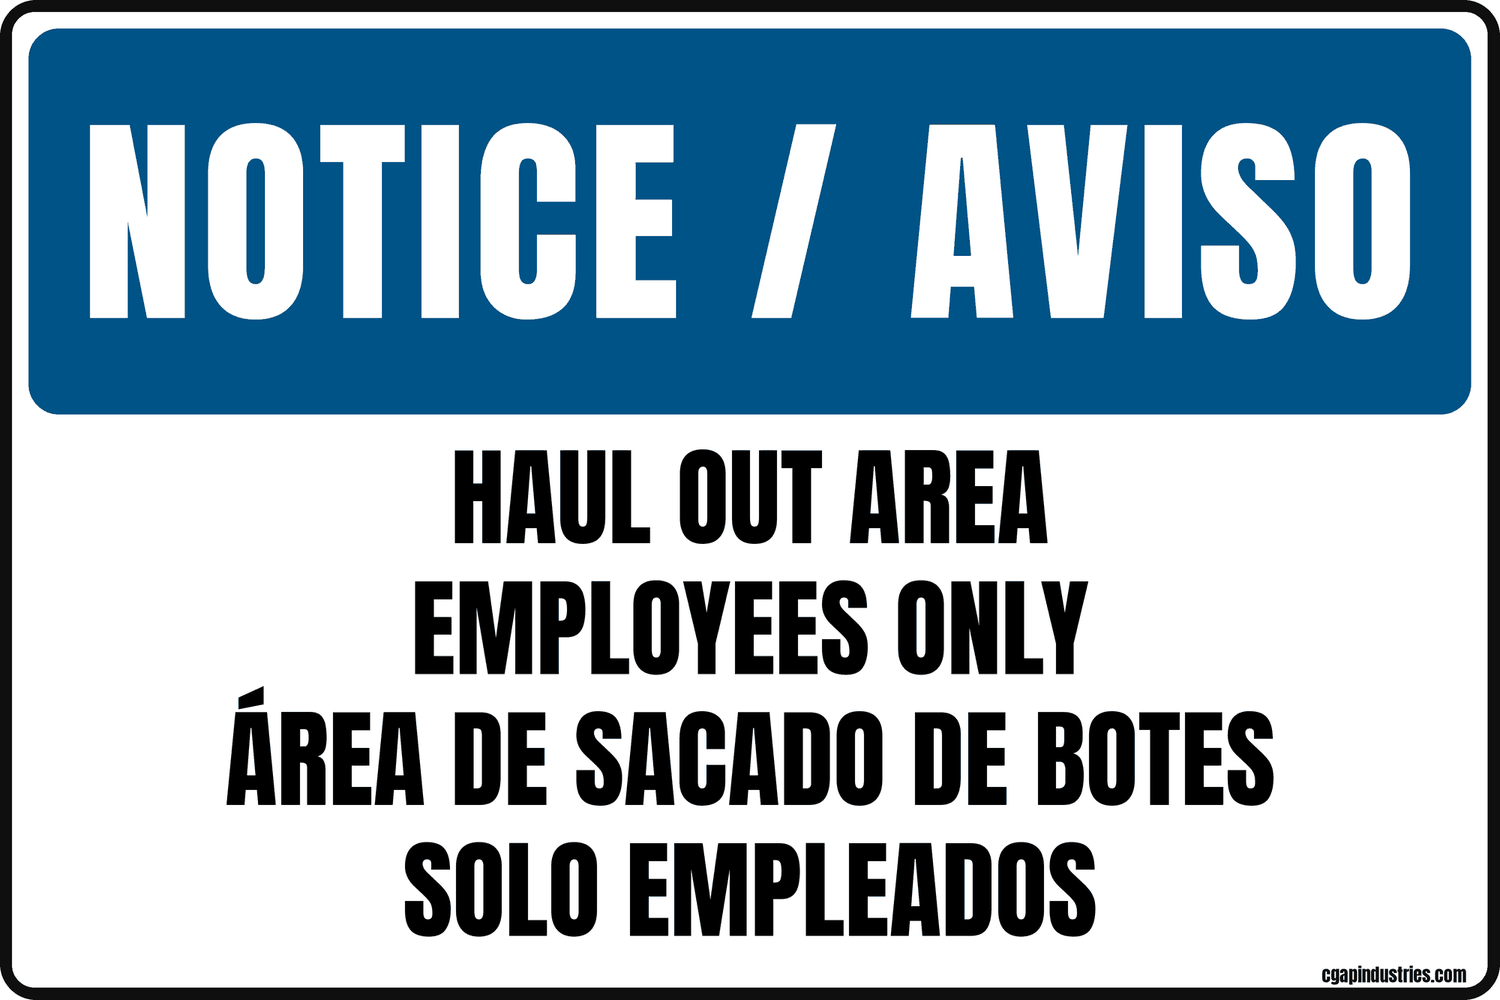 NOTICE / AVISO
HAUL OUT AREA
EMPLOYEES ONLY
ÁREA DE SACADO DE BOTES
SOLO EMPLEADOS
cgapindustries.com